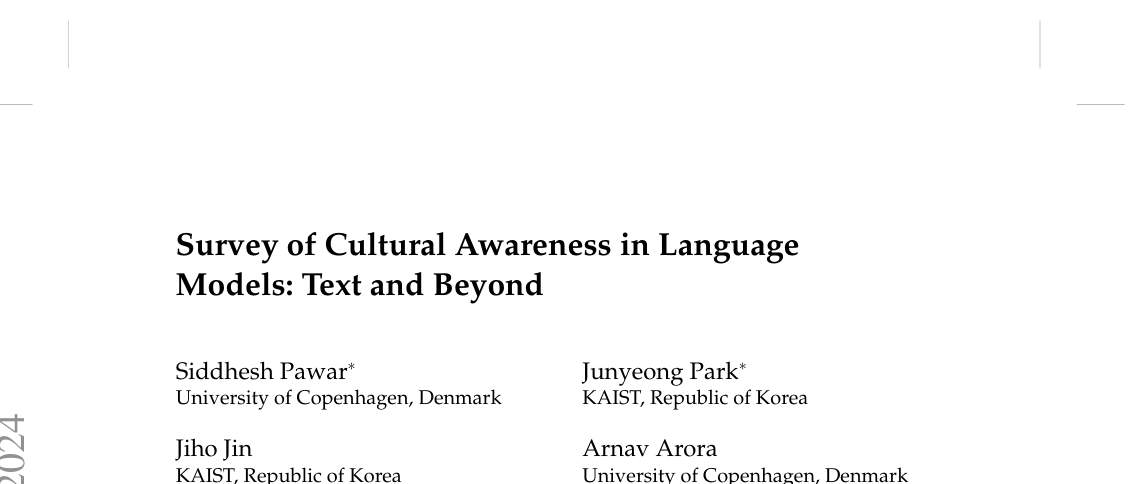 Survey of Cultural Awareness in Language
Models: Text and Beyond
Siddhesh Pawar*
University of Copenhagen, Denmark
Junyeong Park*
KAIST, Republic of Korea
Jiho Jin
KAIST, Republic of Korea
Arnav Arora
University of Copenhagen, Denmark
2024